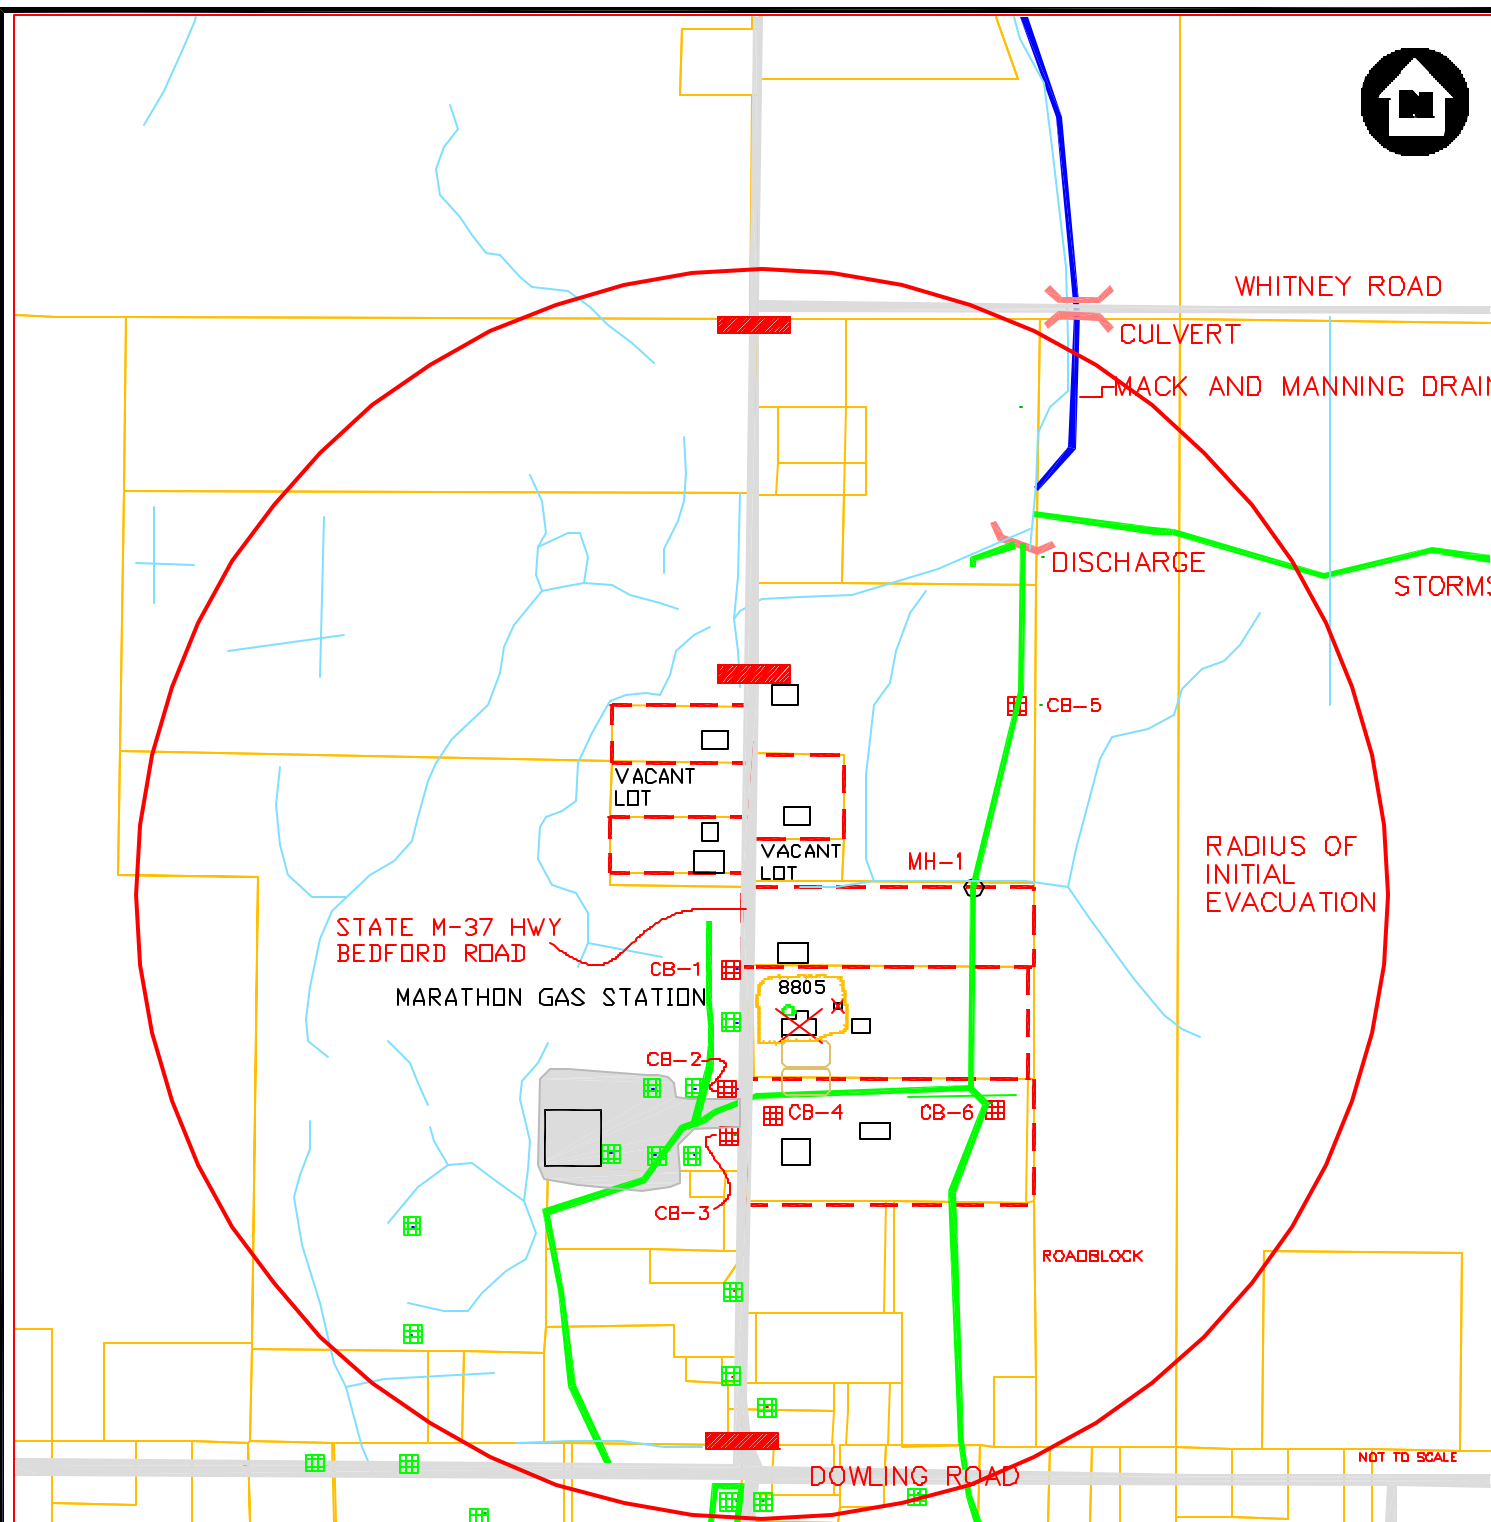 N
WHITNEY ROAD
CULVERT
MACK AND MANNING DRAIN
DISCHARGE
STORMS
CB-5
VACANT
LOT
VACANT
LOT
MH-1
RADIUS OF
INITIAL
EVACUATION
STATE M-37 HWY
BEDFORD ROAD
CB-1
MARATHON GAS STATION
8805
CB-2
CB-4
CB-6
CB-3
ROADBLOCK
NOT TO SCALE
DOWLING ROAD